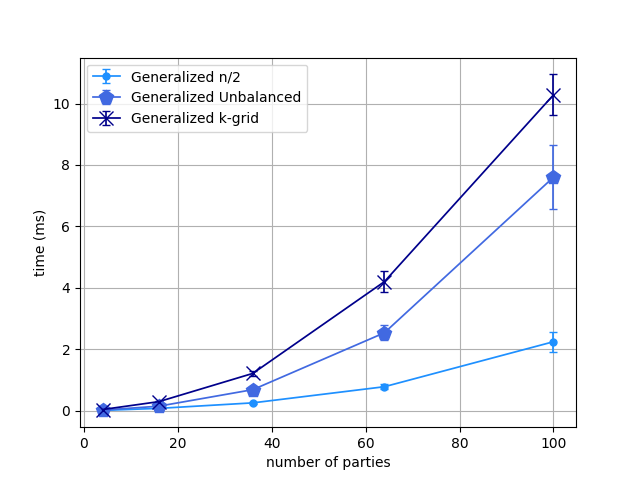 Generalized n/2
Generalized Unbalanced
Generalized k-grid
10
8
6
4
2
0
time (ms)
0 20 40 60 80 100
number of parties